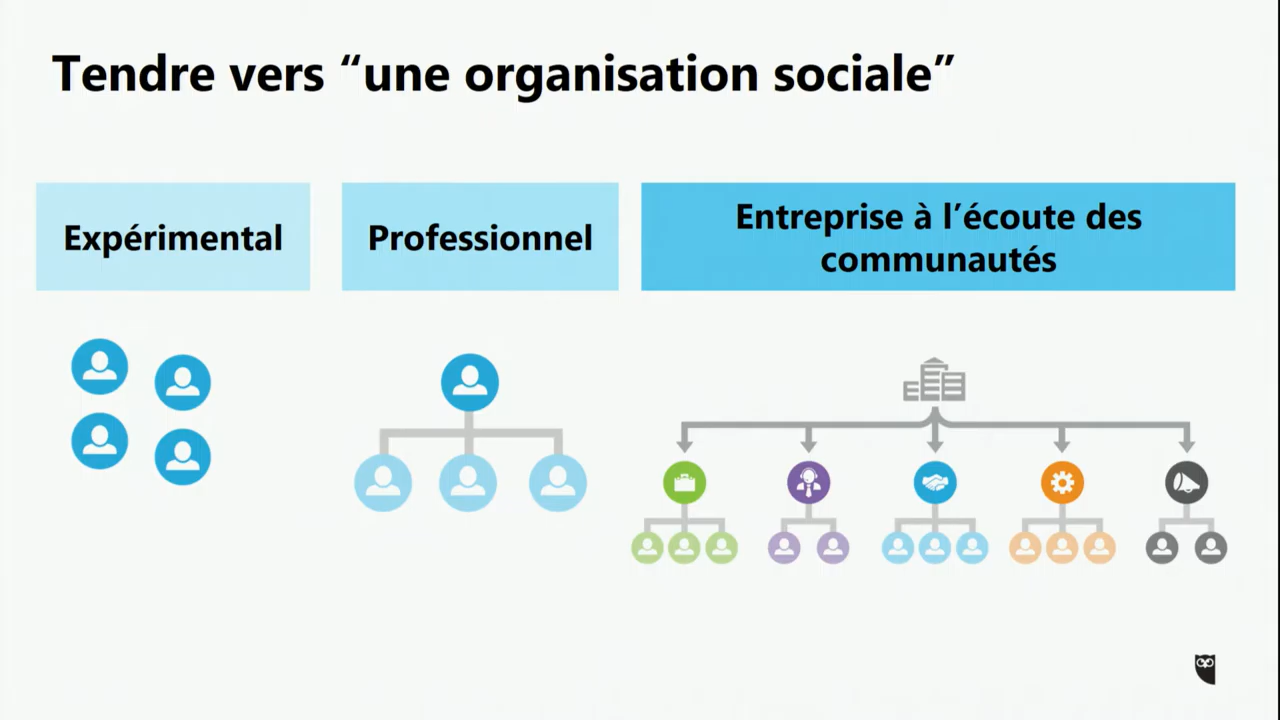 Tendre vers “une organisation sociale”
Expérimental
Professionnel
Entreprise à l’écoute des
communautés